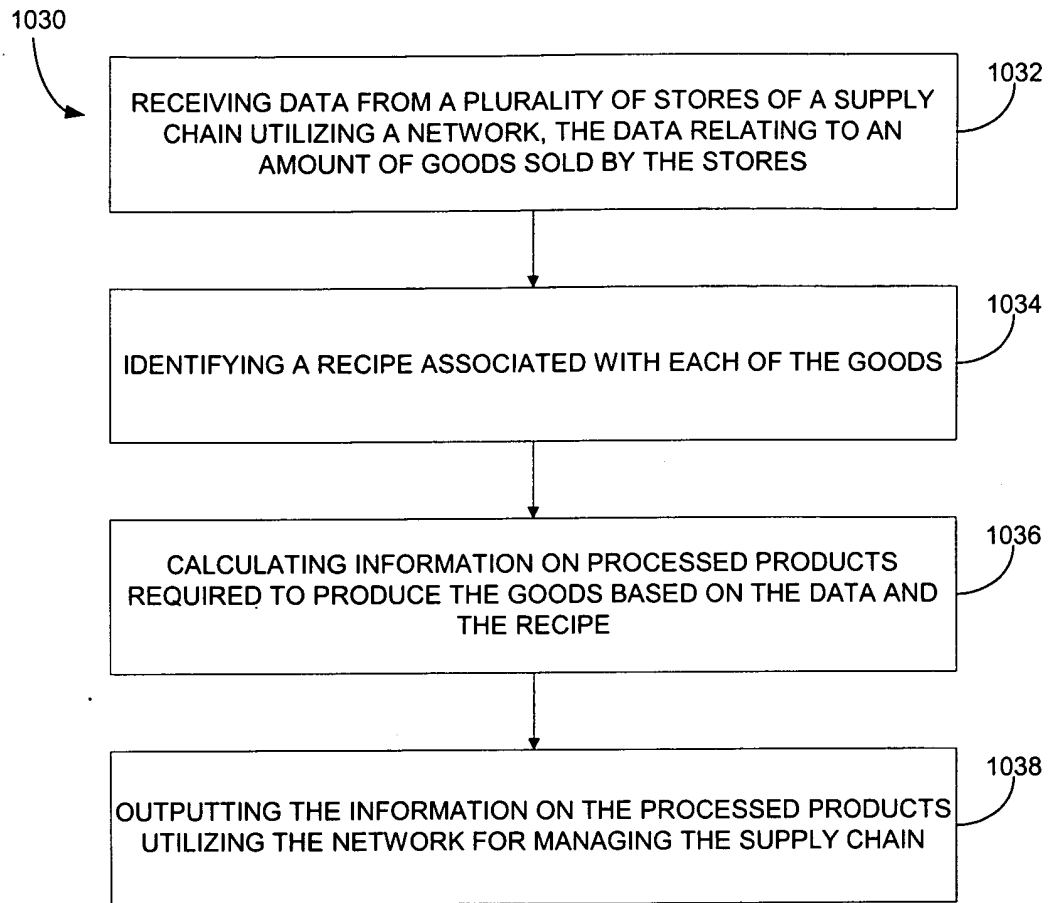 1030
1032
RECEIVING DATA FROM A PLURALITY OF STORES OF A SUPPLY
CHAIN UTILIZING A NETWORK, THE DATA RELATING TO AN
AMOUNT OF GOODS SOLD BY THE STORES
1034
IDENTIFYING A RECIPE ASSOCIATED WITH EACH OF THE GOODS
1036
CALCULATING INFORMATION ON PROCESSED PRODUCTS
REQUIRED TO PRODUCE THE GOODS BASED ON THE DATA AND
THE RECIPE
1038
OUTPUTTING THE INFORMATION ON THE PROCESSED PRODUCTS
UTILIZING THE NETWORK FOR MANAGING THE SUPPLY CHAIN